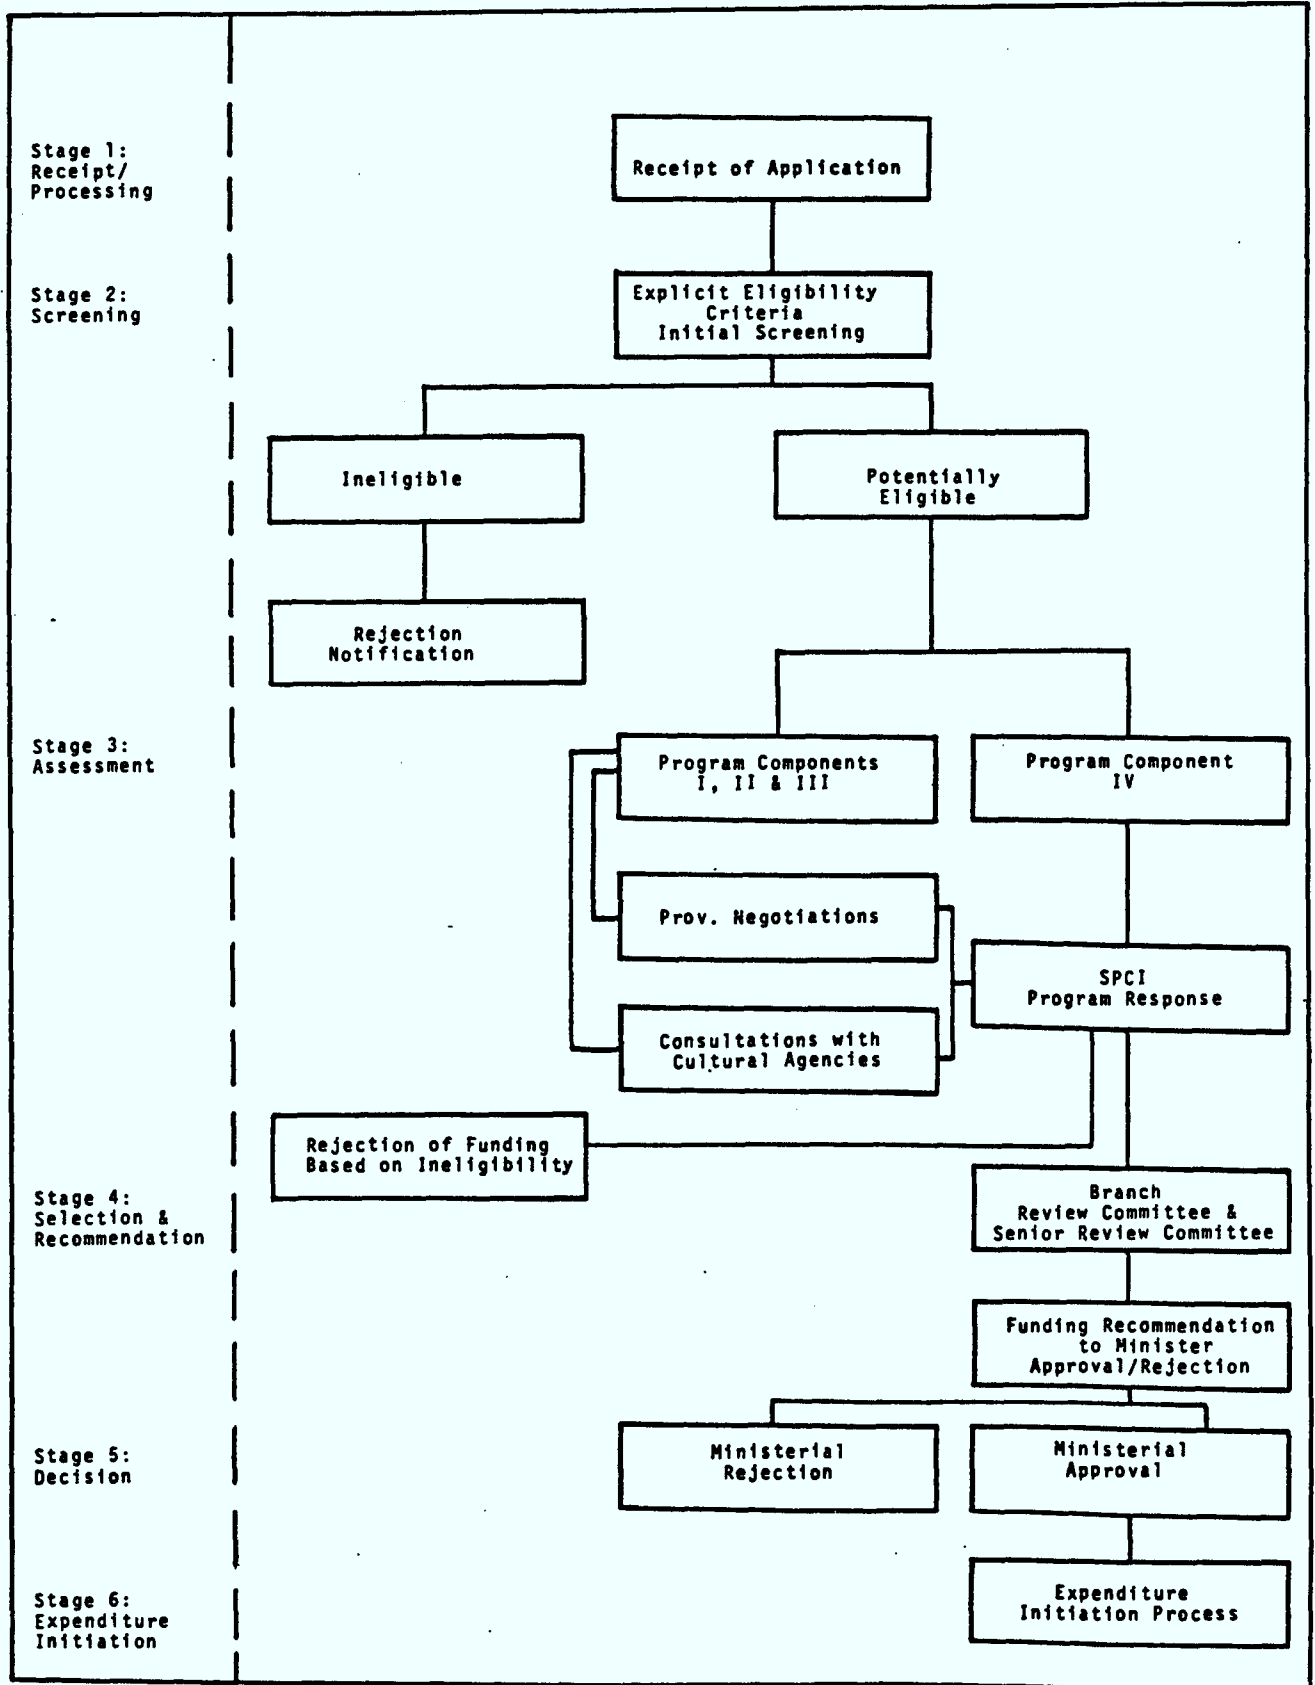 Stage 1:
Receipt/
Processing
Receipt of Application
Stage 2:
Screening
Explicit Eligibility
Criteria
Initial Screening
Ineligible
Potentially
Eligible
Rejection
Notification
Stage 3:
Assessment
Program Components
I, II & III
Program Component
IV
Prov. Negotiations
SPCI
Program Response
Consultations with
Cultural Agencies
Rejection of Funding
Based on Ineligibility
Stage 4:
Selection &
Recommendation
Branch
Review Committee &
Senior Review Committee
Funding Recommendation
to Minister
Approval/Rejection
Stage 5:
Decision
Ministerial
Rejection
Ministerial
Approval
Stage 6:
Expenditure
Initiation
Expenditure
Initiation Process